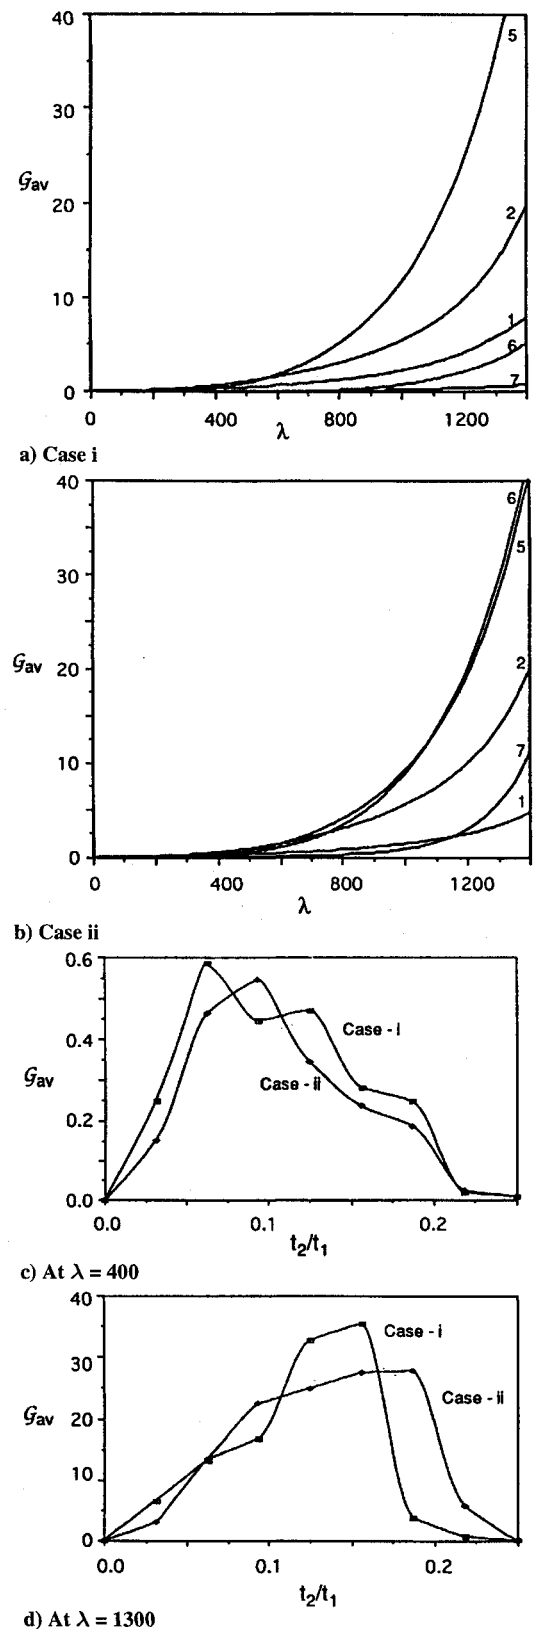 40
5
30
𝒢av
20
2
10
1
6
7
0
0 400 800 1200
λ
a) Case i
40
6
5
30
𝒢av
20
2
7
10
1
0
0 400 800 1200
λ
b) Case ii
0.6
Case - i
0.4
𝒢av
Case - ii
0.2
0.0
0.0 0.1 0.2
t₂/t₁
c) At λ = 400
40
Case - i
30
Case - ii
𝒢av
20
10
0
0.0 0.1 0.2
t₂/t₁
d) At λ = 1300